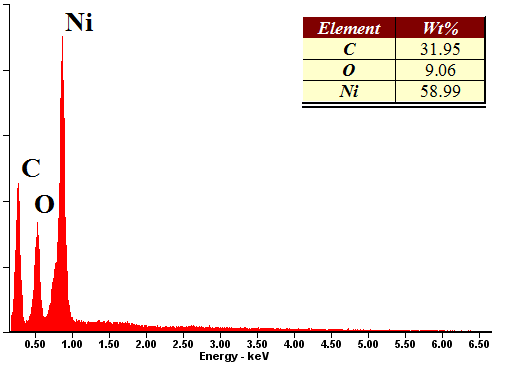 Ni
Element Wt%
C 31.95
O 9.06
Ni 58.99
C
O
0.50 1.00 1.50 2.00 2.50 3.00 3.50 4.00 4.50 5.00 5.50 6.00 6.50
Energy - keV